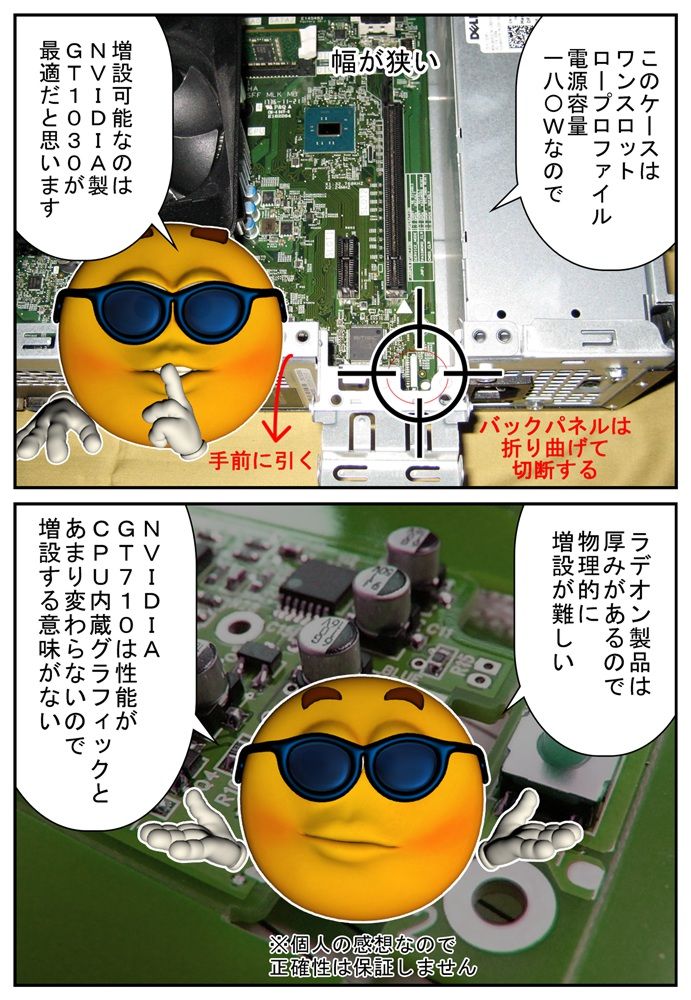 このケースは
ワンスロット
ロープロファイル
電源容量
一八〇Wなので
幅が狭い
増設可能なのは
NVIDIA製
GT1030が
最適だと思います
手前に引く
バックパネルは
折り曲げて
切断する
DELL
ラデオン製品は
厚みがあるので
物理的に
増設が難しい
NVIDIA
GT710は性能が
CPU内蔵グラフィックと
あまり変わらないので
増設する意味がない
R15
※個人の感想なので
正確性は保証しません